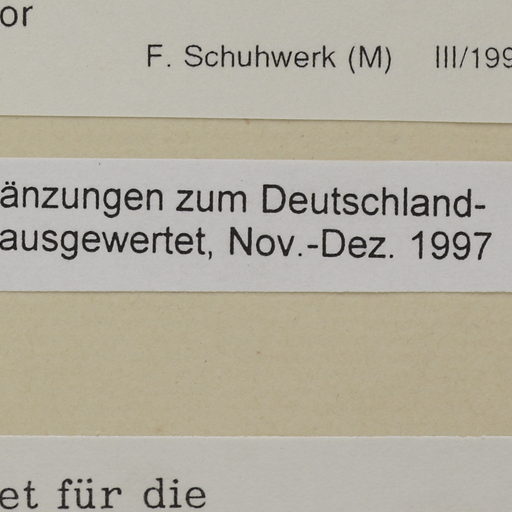 or
F. Schuhwerk (M) III/199
änzungen zum Deutschland-
ausgewertet, Nov.-Dez. 1997
et für die